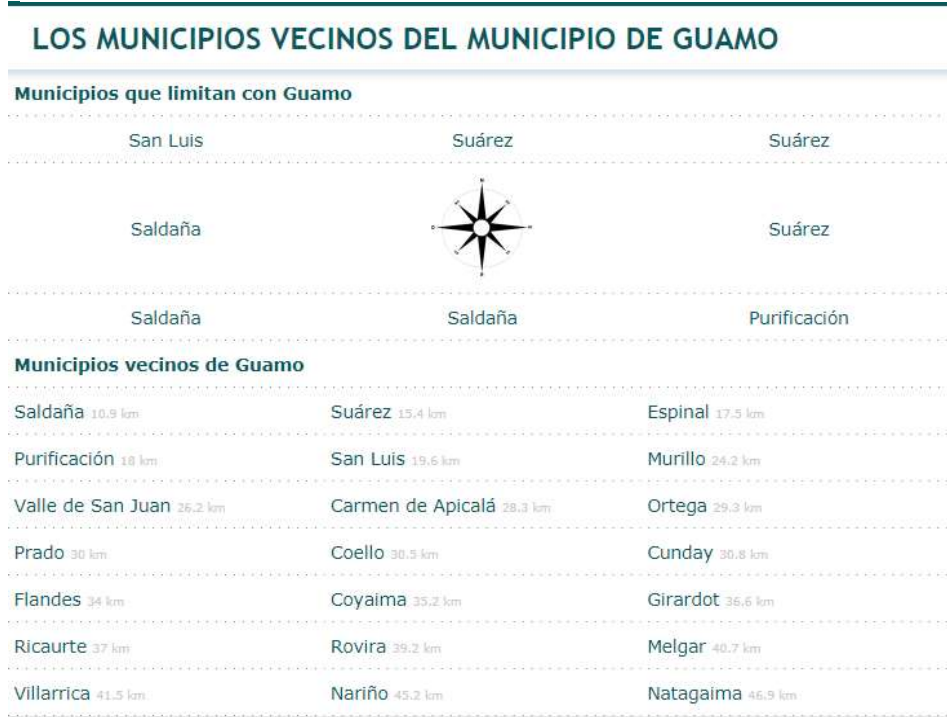 LOS MUNICIPIOS VECINOS DEL MUNICIPIO DE GUAMO
Municipios que limitan con Guamo
San Luis Suárez Suárez
Saldaña Suárez
Saldaña Saldaña Purificación
Municipios vecinos de Guamo
Saldaña 10.9 km Suárez 15.4 km Espinal 17.5 km
Purificación 18 km San Luis 19.6 km Murillo 24.2 km
Valle de San Juan 26.2 km Carmen de Apicalá 28.3 km Ortega 29.3 km
Prado 30 km Coello 30.5 km Cunday 30.8 km
Flandes 34 km Coyaima 35.2 km Girardot 36.6 km
Ricaurte 37 km Rovira 39.2 km Melgar 40.7 km
Villarrica 41.5 km Nariño 45.2 km Natagaima 46.9 km